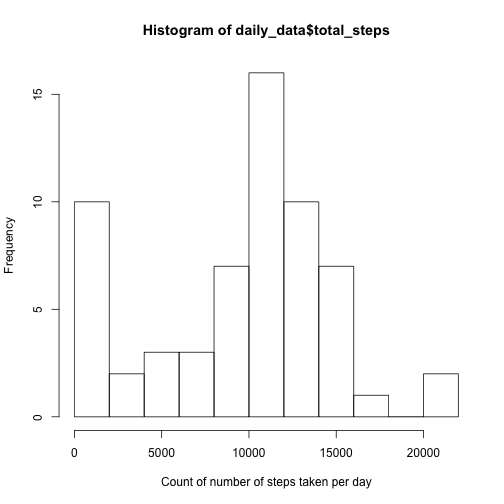 Histogram of daily_data$total_steps
Frequency
15
10
5
0
0 5000 10000 15000 20000
Count of number of steps taken per day